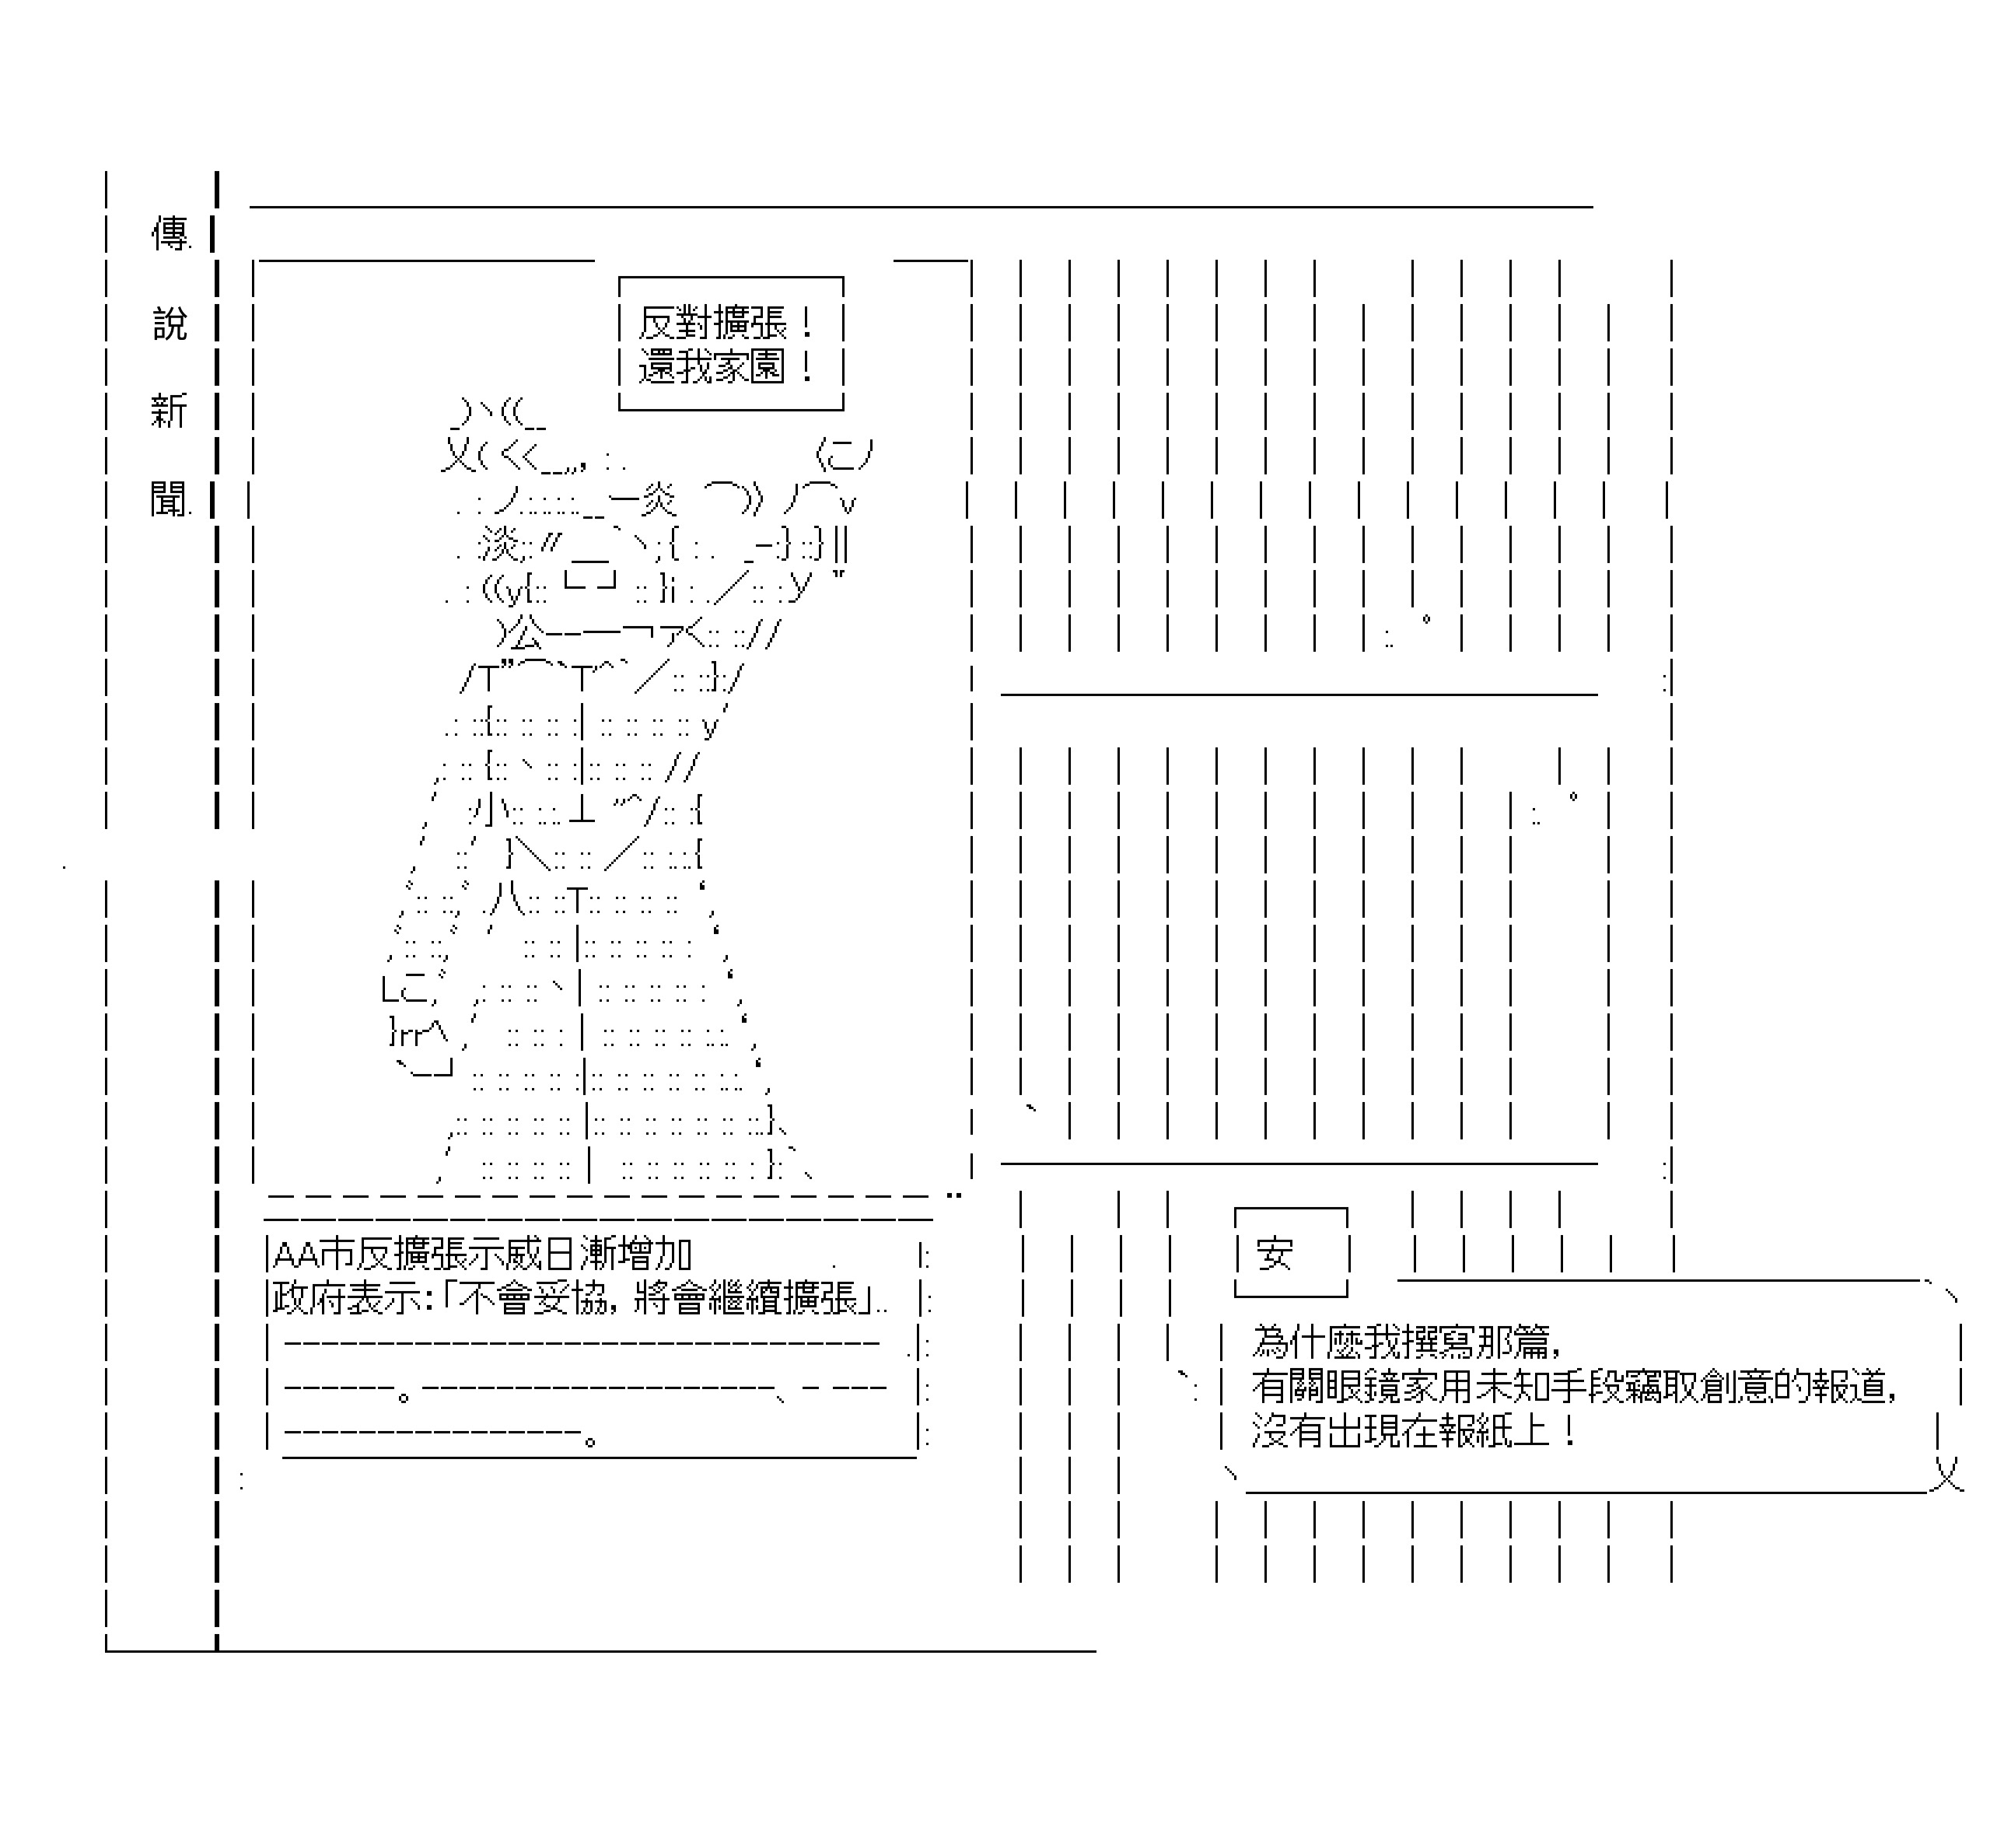 傳說新聞
反對擴張！
還我家園！
AA市反擴張示威日漸增加
政府表示：「不會妥協，將會繼續擴張」
安
為什麼我撰寫那篇，
有關眼鏡家用未知手段竊取創意的報道，
沒有出現在報紙上！